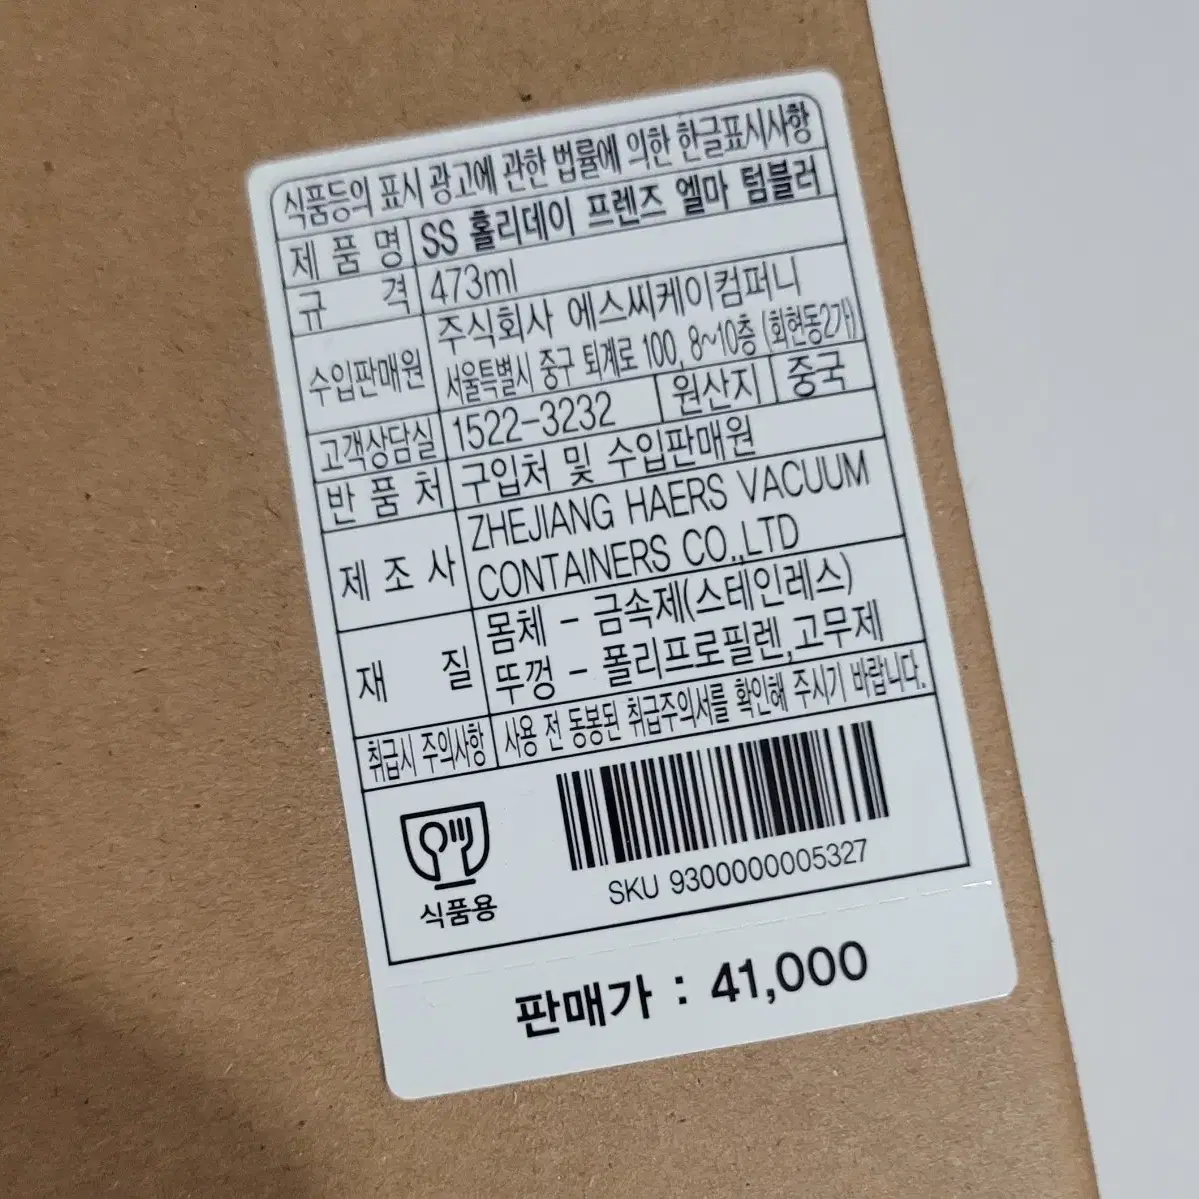 식품등의 표시 광고에 관한 법률에 의한 한글표시사항
제품명 SS 홀리데이 프렌즈 엘마 텀블러
규격 473ml
수입판매원 주식회사 에스씨케이컴퍼니
서울특별시 중구 퇴계로 100, 8~10층 (회현동2가)
고객상담실 1522-3232 원산지 중국
반품처 구입처 및 수입판매원
제조사 ZHEJIANG HAERS VACUUM
CONTAINERS CO.,LTD
재질 몸체 - 금속제(스테인레스)
뚜껑 - 폴리프로필렌,고무제
취급시 주의사항 사용 전 동봉된 취급주의서를 확인해 주시기 바랍니다.
식품용
SKU 9300000005327
판매가 : 41,000